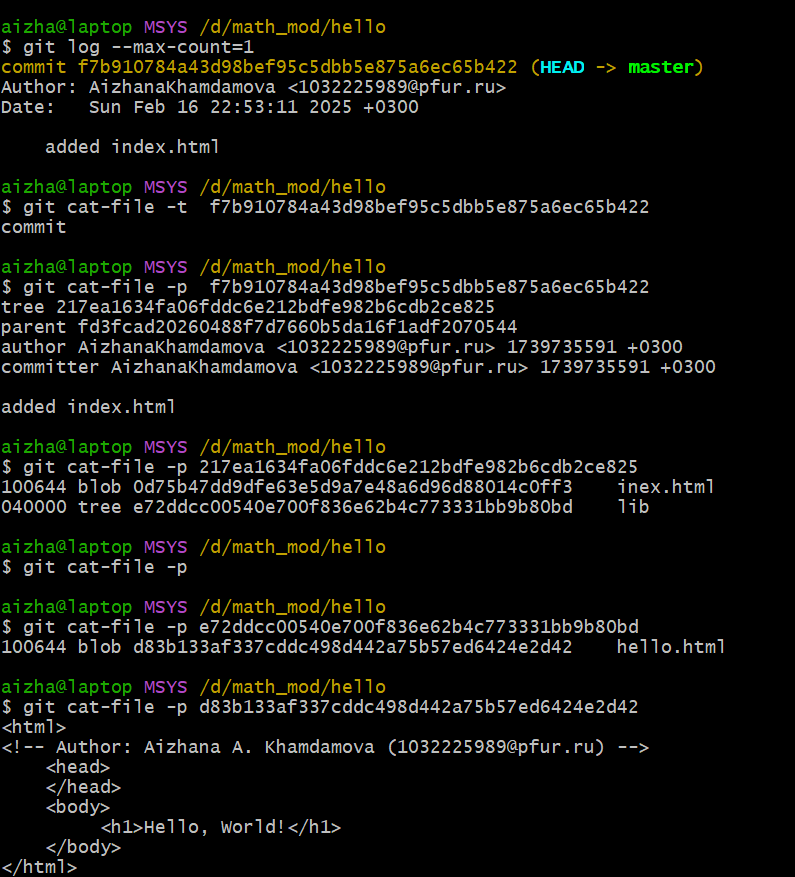 aizha@laptop MSYS /d/math_mod/hello
$ git log --max-count=1
commit f7b910784a43d98bef95c5dbb5e875a6ec65b422 (HEAD -> master)
Author: AizhanaKhamdamova <1032225989@pfur.ru>
Date:   Sun Feb 16 22:53:11 2025 +0300

    added index.html

aizha@laptop MSYS /d/math_mod/hello
$ git cat-file -t  f7b910784a43d98bef95c5dbb5e875a6ec65b422
commit

aizha@laptop MSYS /d/math_mod/hello
$ git cat-file -p  f7b910784a43d98bef95c5dbb5e875a6ec65b422
tree 217ea1634fa06fddc6e212bdfe982b6cdb2ce825
parent fd3fcad20260488f7d7660b5da16f1adf2070544
author AizhanaKhamdamova <1032225989@pfur.ru> 1739735591 +0300
committer AizhanaKhamdamova <1032225989@pfur.ru> 1739735591 +0300

added index.html

aizha@laptop MSYS /d/math_mod/hello
$ git cat-file -p 217ea1634fa06fddc6e212bdfe982b6cdb2ce825
100644 blob 0d75b47dd9dfe63e5d9a7e48a6d96d88014c0ff3    inex.html
040000 tree e72ddcc00540e700f836e62b4c773331bb9b80bd    lib

aizha@laptop MSYS /d/math_mod/hello
$ git cat-file -p

aizha@laptop MSYS /d/math_mod/hello
$ git cat-file -p e72ddcc00540e700f836e62b4c773331bb9b80bd
100644 blob d83b133af337cddc498d442a75b57ed6424e2d42    hello.html

aizha@laptop MSYS /d/math_mod/hello
$ git cat-file -p d83b133af337cddc498d442a75b57ed6424e2d42
<html>
<!-- Author: Aizhana A. Khamdamova (1032225989@pfur.ru) -->
    <head>
    </head>
    <body>
         <h1>Hello, World!</h1>
    </body>
</html>